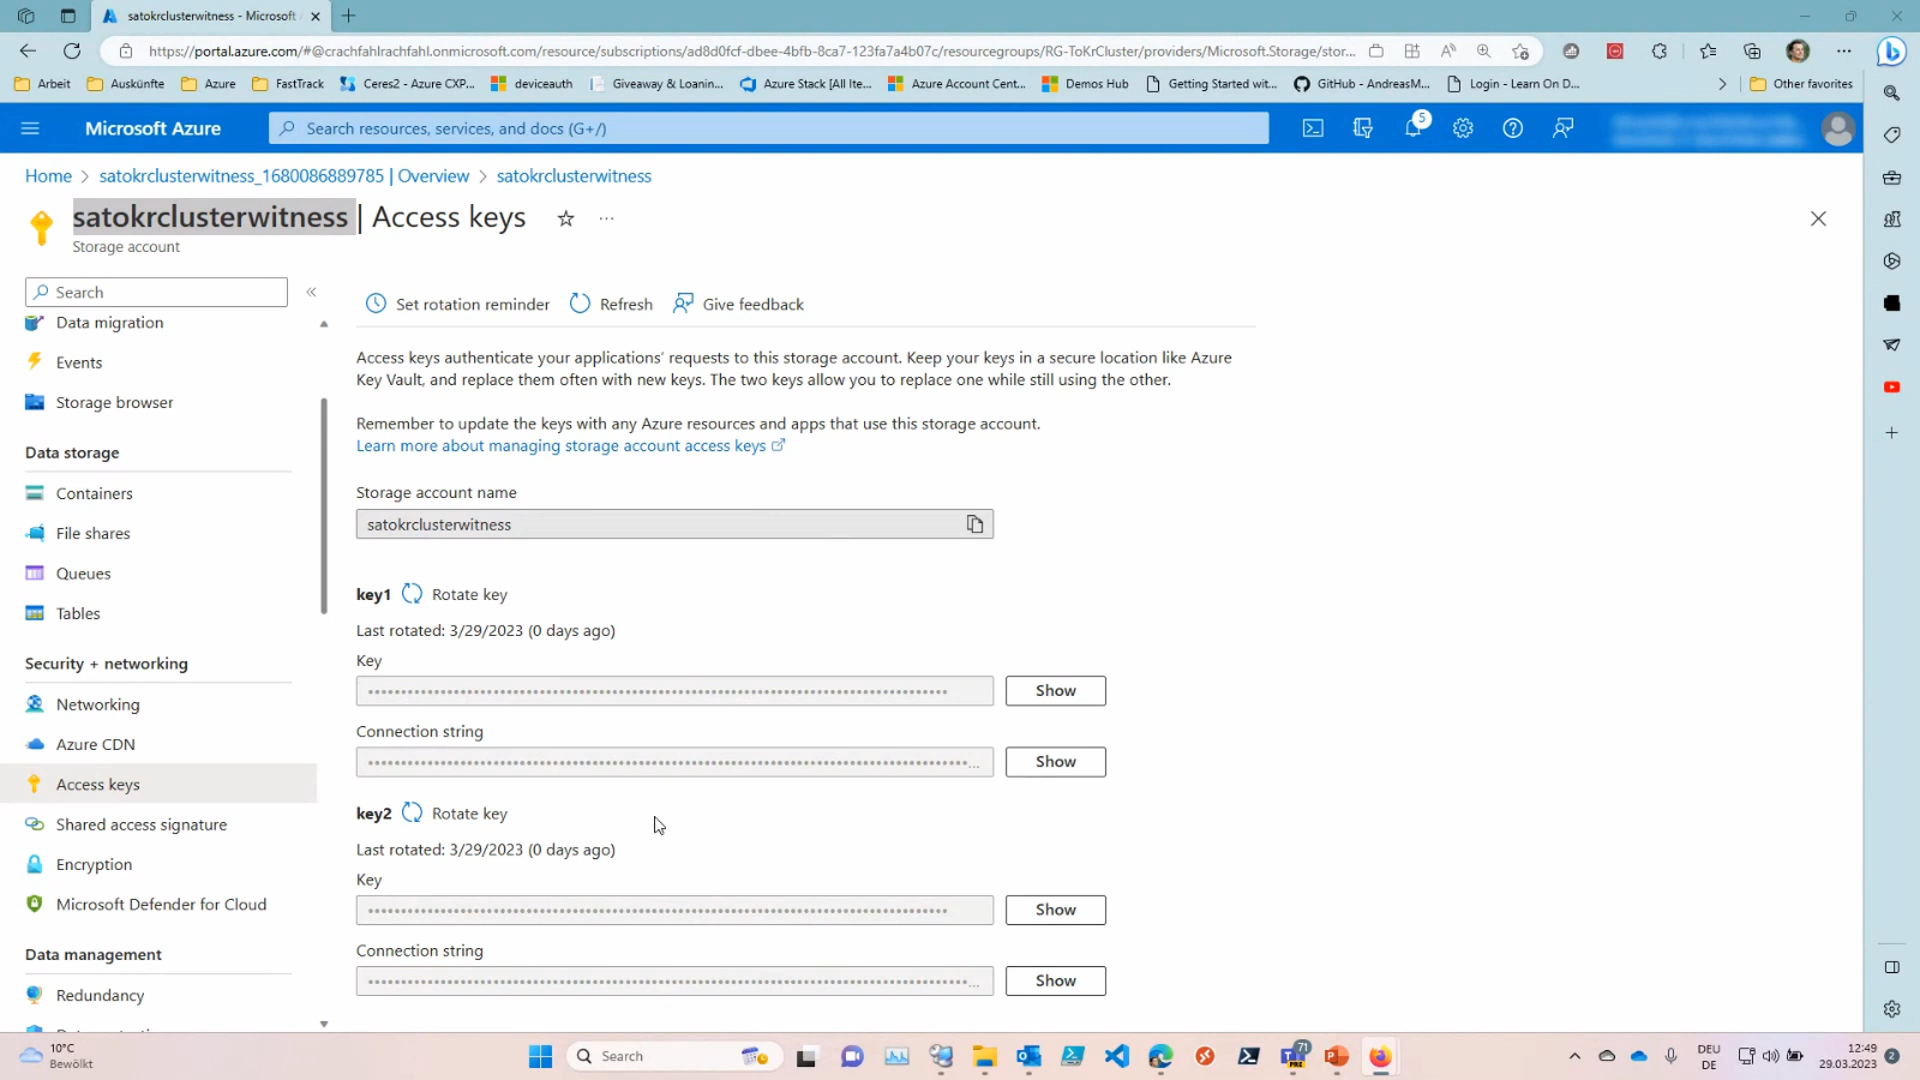 satokrclusterwitness - Microsoft
https://portal.azure.com/#@crachfahlrachfahl.onmicrosoft.com/resource/subscriptions/ad8d0fcf-dbee-4bfb-8ca7-123fa7a4b07c/resourcegroups/RG-ToKrCluster/providers/Microsoft.Storage/stor...
Arbeit
Auskünfte
Azure
FastTrack
Ceres2 - Azure CXP...
deviceauth
Giveaway & Loanin...
Azure Stack [All Ite...
Azure Account Cent...
Demos Hub
Getting Started wit...
GitHub - AndreasM...
Login - Learn On D...
Other favorites
Microsoft Azure
Search resources, services, and docs (G+/)
5
Home > satokrclusterwitness_1680086889785 | Overview > satokrclusterwitness
satokrclusterwitness | Access keys
Storage account
Search
Data migration
Events
Storage browser
Data storage
Containers
File shares
Queues
Tables
Security + networking
Networking
Azure CDN
Access keys
Shared access signature
Encryption
Microsoft Defender for Cloud
Data management
Redundancy
Set rotation reminder
Refresh
Give feedback
Access keys authenticate your applications' requests to this storage account. Keep your keys in a secure location like Azure
Key Vault, and replace them often with new keys. The two keys allow you to replace one while still using the other.
Remember to update the keys with any Azure resources and apps that use this storage account.
Learn more about managing storage account access keys
Storage account name
satokrclusterwitness
key1
Rotate key
Last rotated: 3/29/2023 (0 days ago)
Key
Show
Connection string
Show
key2
Rotate key
Last rotated: 3/29/2023 (0 days ago)
Key
Show
Connection string
Show
10°C
Bewölkt
Search
71
PRE
DEU
DE
12:49
29.03.2023
2